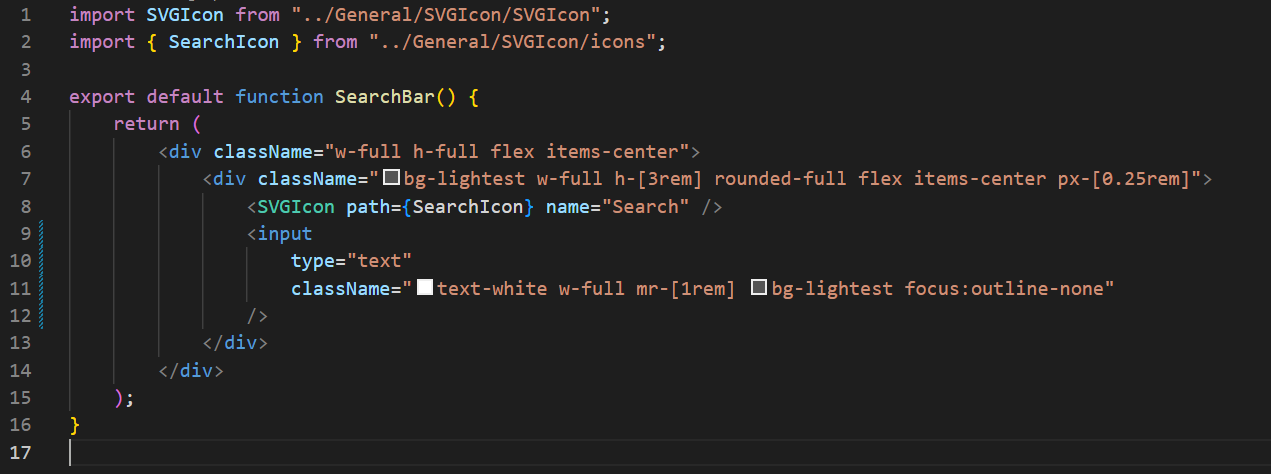 1 import SVGIcon from "../General/SVGIcon/SVGIcon";
2 import { SearchIcon } from "../General/SVGIcon/icons";
3
4 export default function SearchBar() {
5     return (
6         <div className="w-full h-full flex items-center">
7             <div className="bg-lightest w-full h-[3rem] rounded-full flex items-center px-[0.25rem]">
8                 <SVGIcon path={SearchIcon} name="Search" />
9                 <input
10                     type="text"
11                     className="text-white w-full mr-[1rem] bg-lightest focus:outline-none"
12                 />
13             </div>
14         </div>
15     );
16 }
17